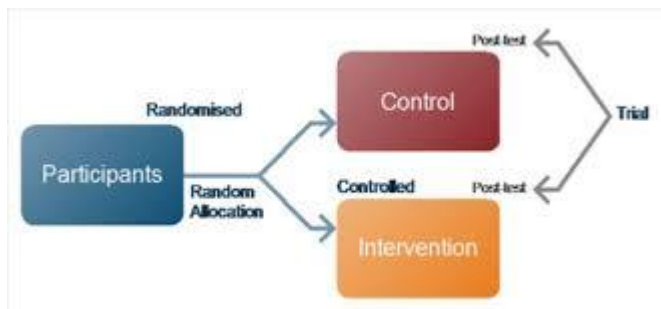 Post-test
Control
Randomised
Trial
Participants
Random
Allocation
Controlled
Post-test
Intervention